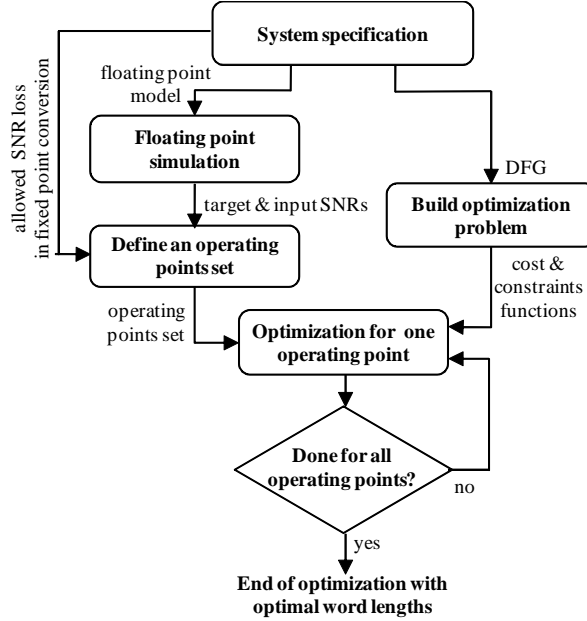 System specification
allowed SNR loss
in fixed point conversion
floating point
model
Floating point
simulation
DFG
target & input SNRs
Build optimization
problem
Define an operating
points set
cost &
constraints
functions
operating
points set
Optimization for one
operating point
Done for all
operating points?
no
yes
End of optimization with
optimal word lengths